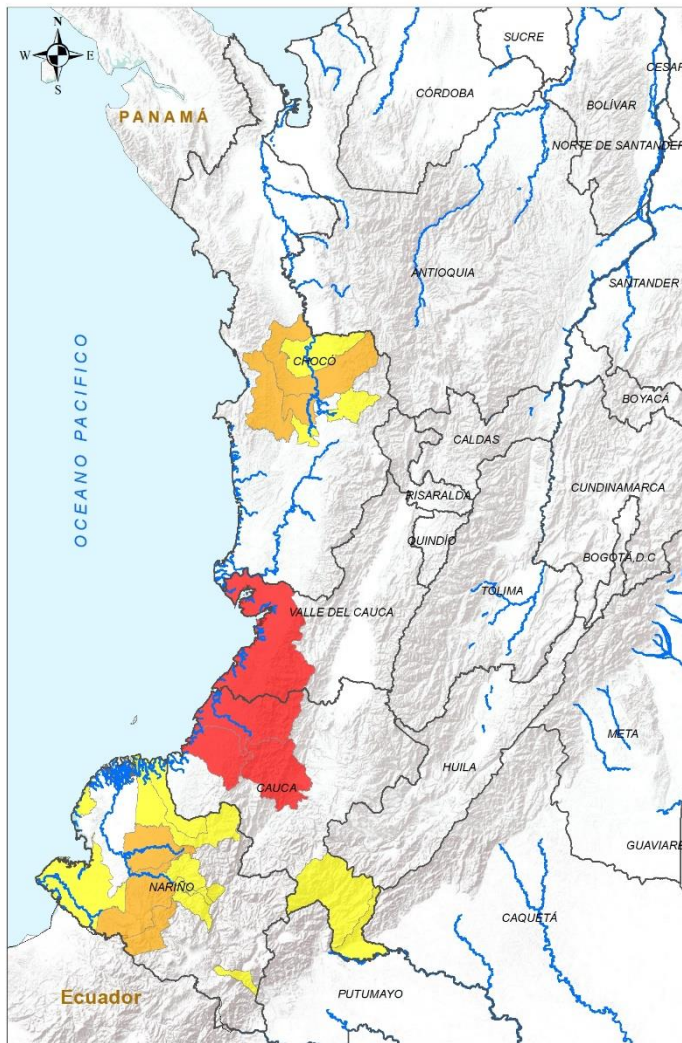 N
W E
S
SUCRE
CESAR
CÓRDOBA
BOLÍVAR
PANAMÁ
NORTE DE SANTANDER
ANTIOQUIA
SANTANDER
OCEANO PACIFICO
CHOCÓ
BOYACÁ
CALDAS
RISARALDA
CUNDINAMARCA
QUINDÍO
BOGOTÁ,D.C
TOLIMA
VALLE DEL CAUCA
META
HUILA
CAUCA
GUAVIARE
NARIÑO
CAQUETÁ
Ecuador
PUTUMAYO